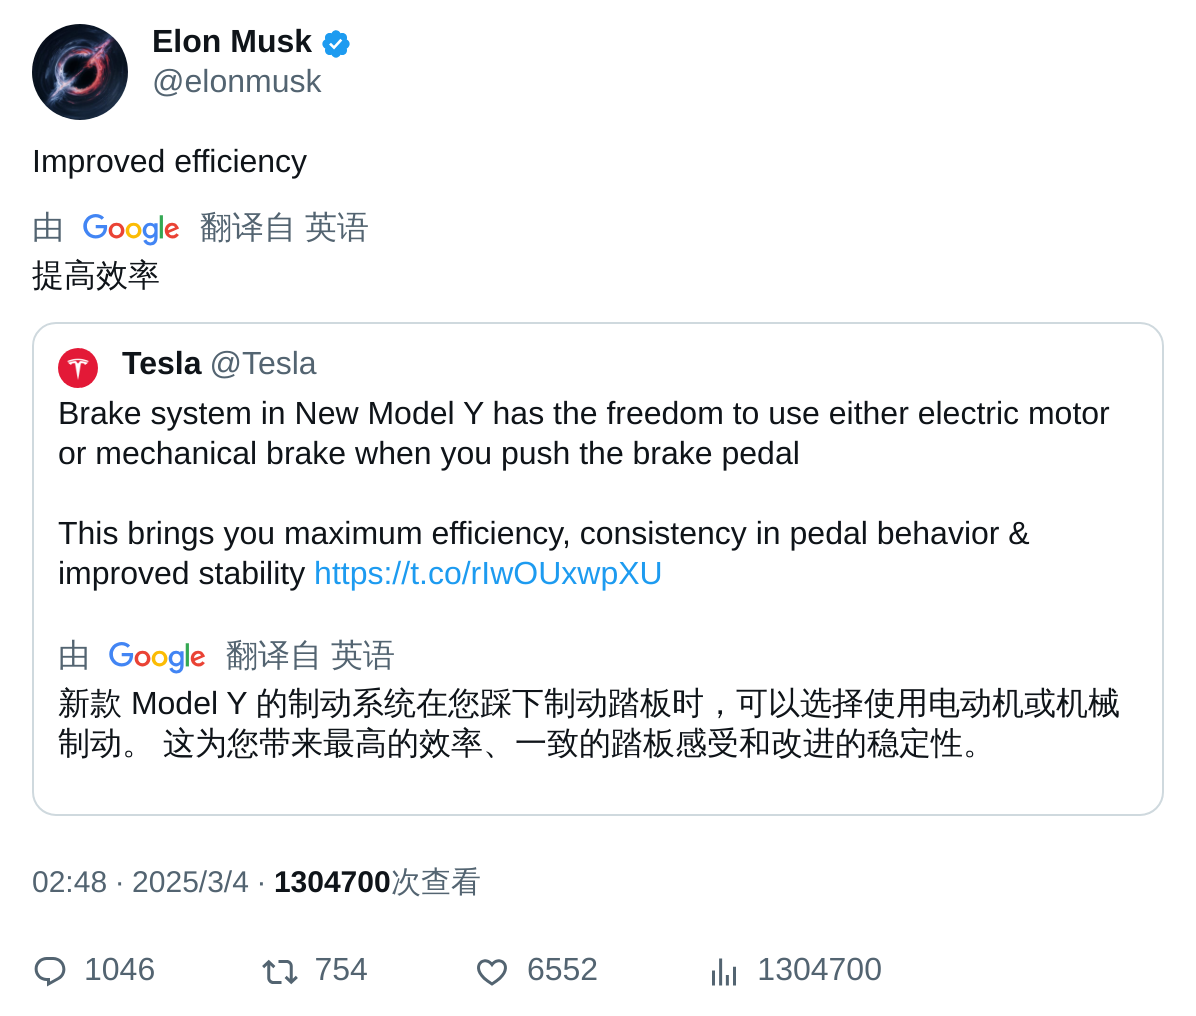 Elon Musk
@elonmusk
Improved efficiency
由 Google 翻译自 英语
提高效率
Tesla @Tesla
Brake system in New Model Y has the freedom to use either electric motor
or mechanical brake when you push the brake pedal
This brings you maximum efficiency, consistency in pedal behavior &
improved stability https://t.co/rIwOUxwpXU
由 Google 翻译自 英语
新款 Model Y 的制动系统在您踩下制动踏板时，可以选择使用电动机或机械
制动。 这为您带来最高的效率、一致的踏板感受和改进的稳定性。
02:48 · 2025/3/4 · 1304700次查看
1046 754 6552 1304700